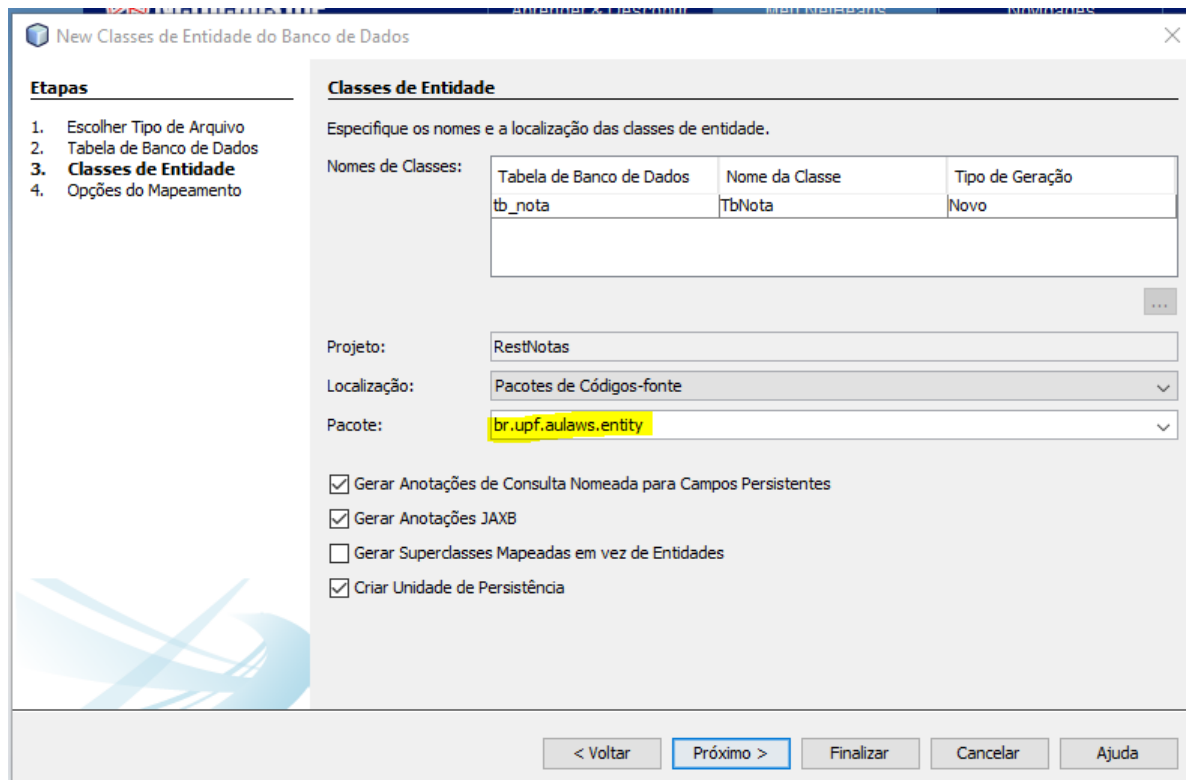 Aprender & Descobrir Meu NetBeans Novidades
New Classes de Entidade do Banco de Dados
Etapas
1. Escolher Tipo de Arquivo
2. Tabela de Banco de Dados
3. Classes de Entidade
4. Opções do Mapeamento
Classes de Entidade
Especifique os nomes e a localização das classes de entidade.
Nomes de Classes:
Tabela de Banco de Dados Nome da Classe Tipo de Geração
tb_nota TbNota Novo
...
Projeto: RestNotas
Localização: Pacotes de Códigos-fonte
Pacote: br.upf.aulaws.entity
Gerar Anotações de Consulta Nomeada para Campos Persistentes
Gerar Anotações JAXB
Gerar Superclasses Mapeadas em vez de Entidades
Criar Unidade de Persistência
< Voltar Próximo > Finalizar Cancelar Ajuda